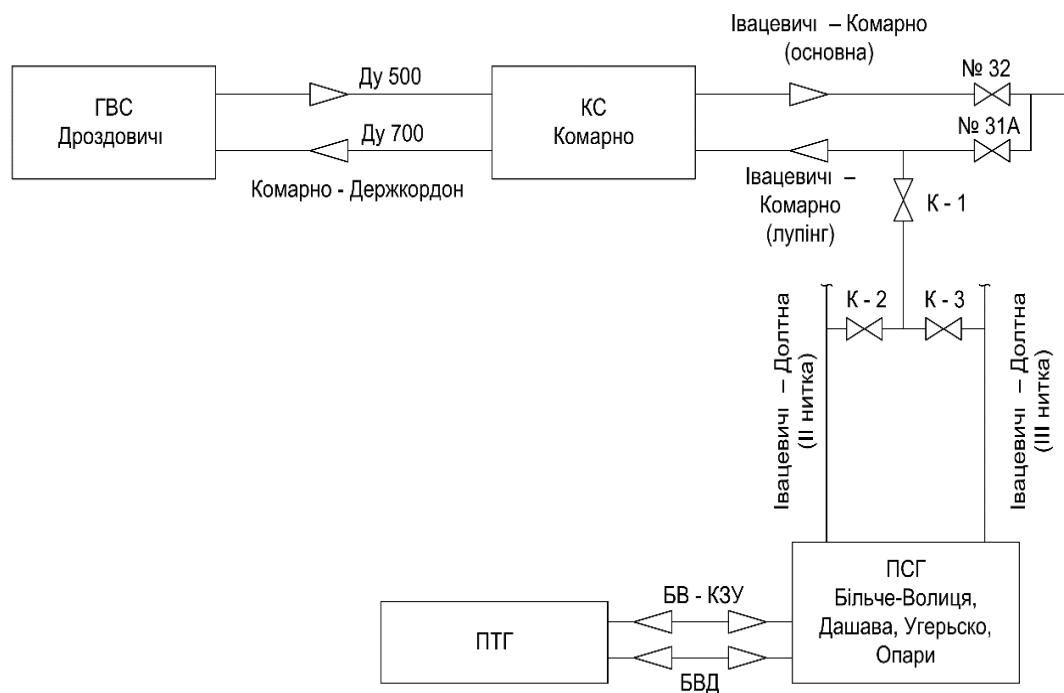 Івацевичі – Комарно
(основна)
№ 32
ГВС
Дроздовичі
Ду 500
КС
Комарно
Ду 700
№ 31А
Комарно - Держкордон
Івацевичі –
Комарно
(лупінг)
К - 1
К - 2
К - 3
Івацевичі – Долтна
(ІІ нитка)
Івацевичі – Долтна
(ІІІ нитка)
ПТГ
БВ - КЗУ
БВД
ПСГ
Більче-Волиця,
Дашава, Угерьско,
Опари